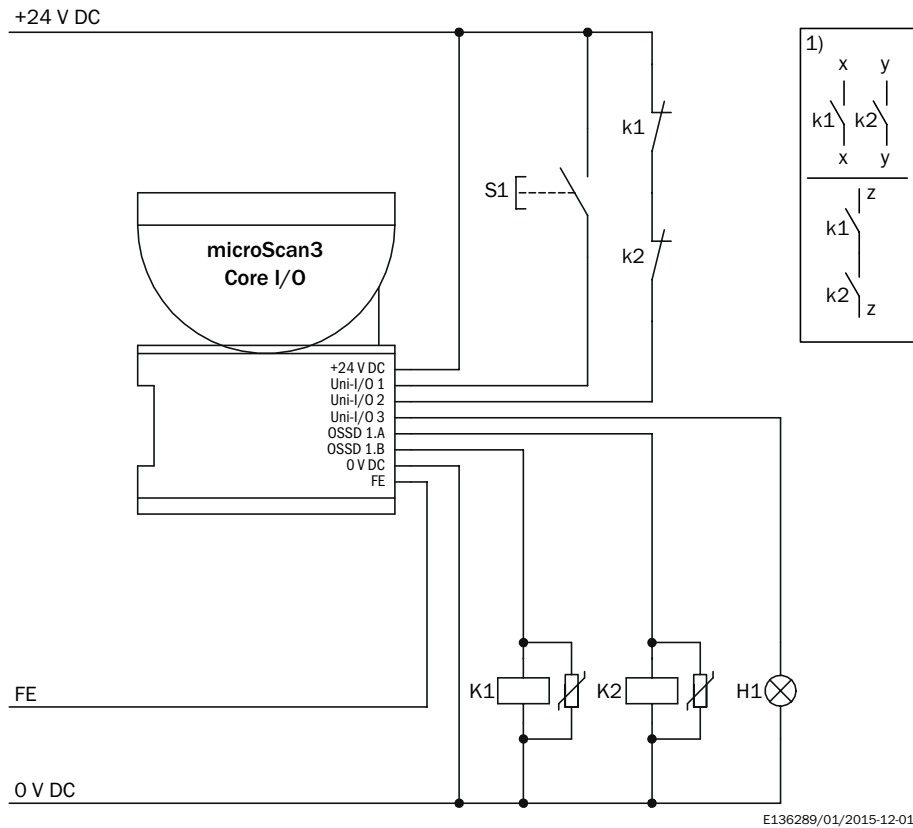 +24 V DC
1)
x y
k1 k2
x y
z
k1
k2
z
k1
S1
k2
microScan3
Core I/O
+24 V DC
Uni-I/O 1
Uni-I/O 2
Uni-I/O 3
OSSD 1.A
OSSD 1.B
0 V DC
FE
K1
K2
H1
FE
0 V DC
E136289/01/2015-12-01